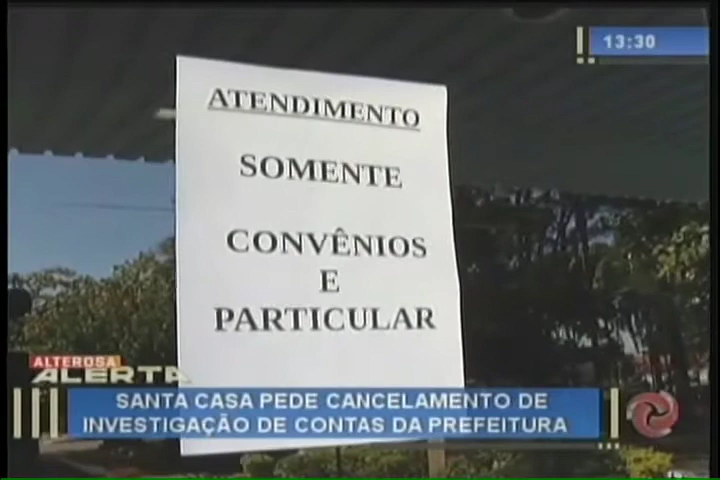 13:30
ATENDIMENTO
SOMENTE
CONVÊNIOS
E
PARTICULAR
ALTEROSA
ALERTA
SANTA CASA PEDE CANCELAMENTO DE
INVESTIGAÇÃO DE CONTAS DA PREFEITURA